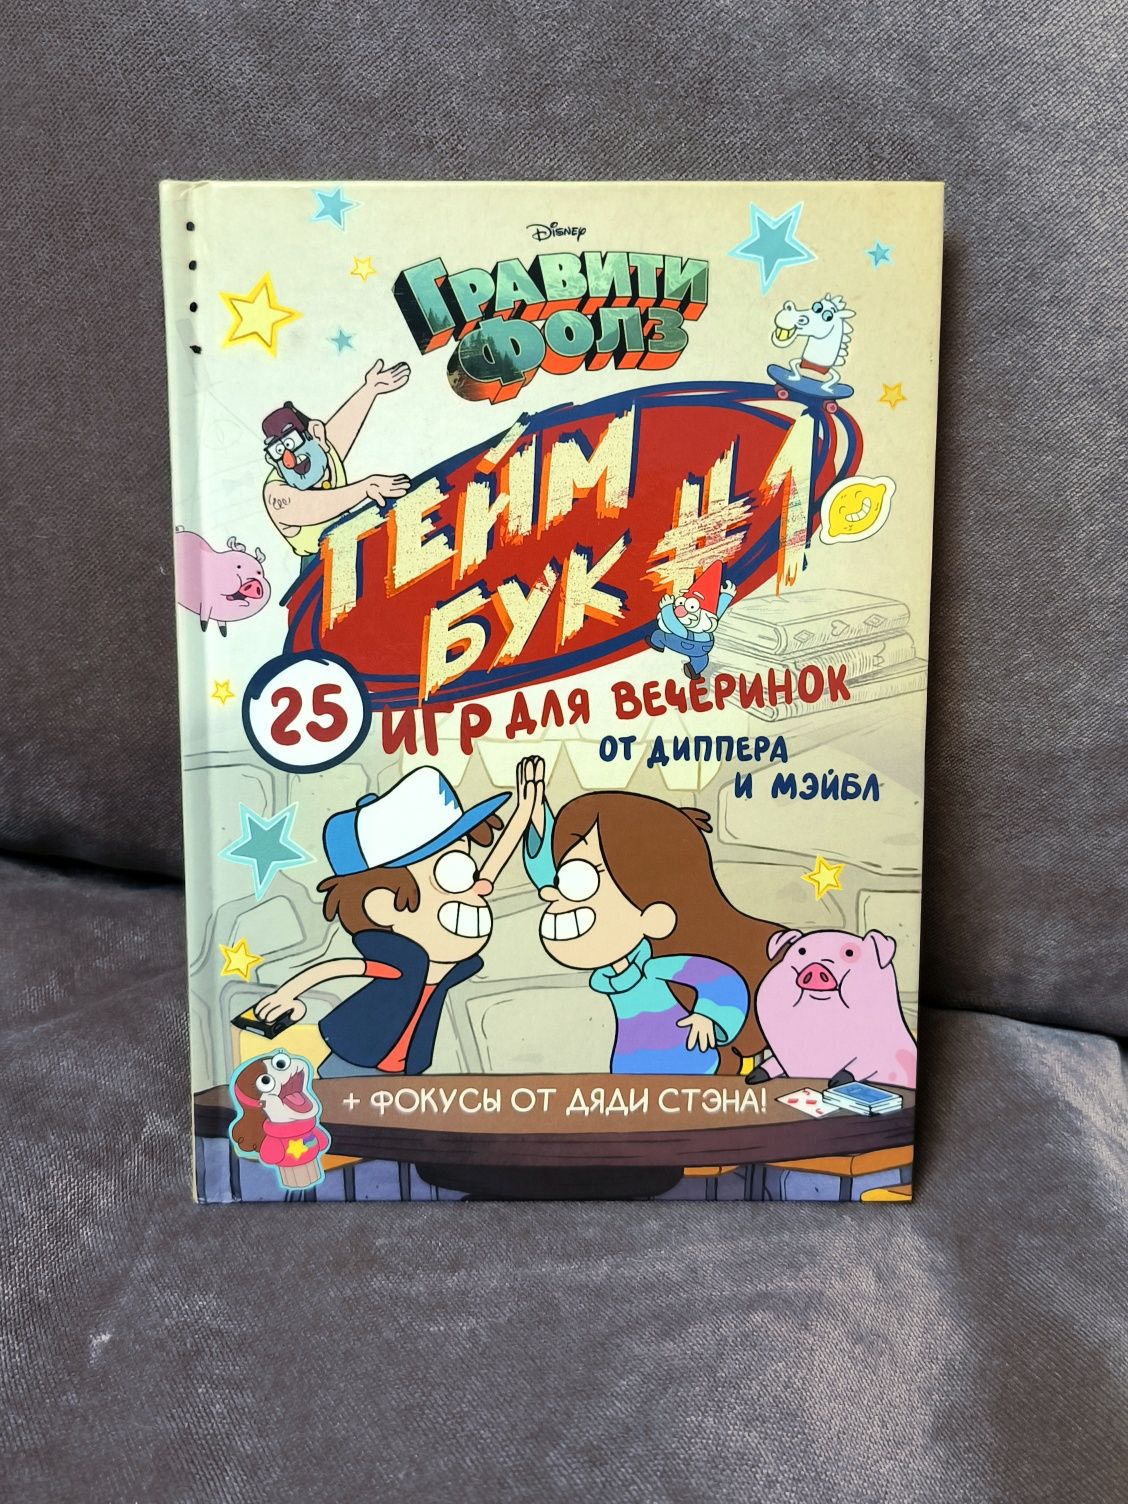 Disney
ГРАВИТИ
ФОЛЗ
ГЕЙМ
БУК #1
25 ИГР ДЛЯ ВЕЧЕРИНОК
ОТ ДИППЕРА
И МЭЙБЛ
+ ФОКУСЫ ОТ ДЯДИ СТЭНА!